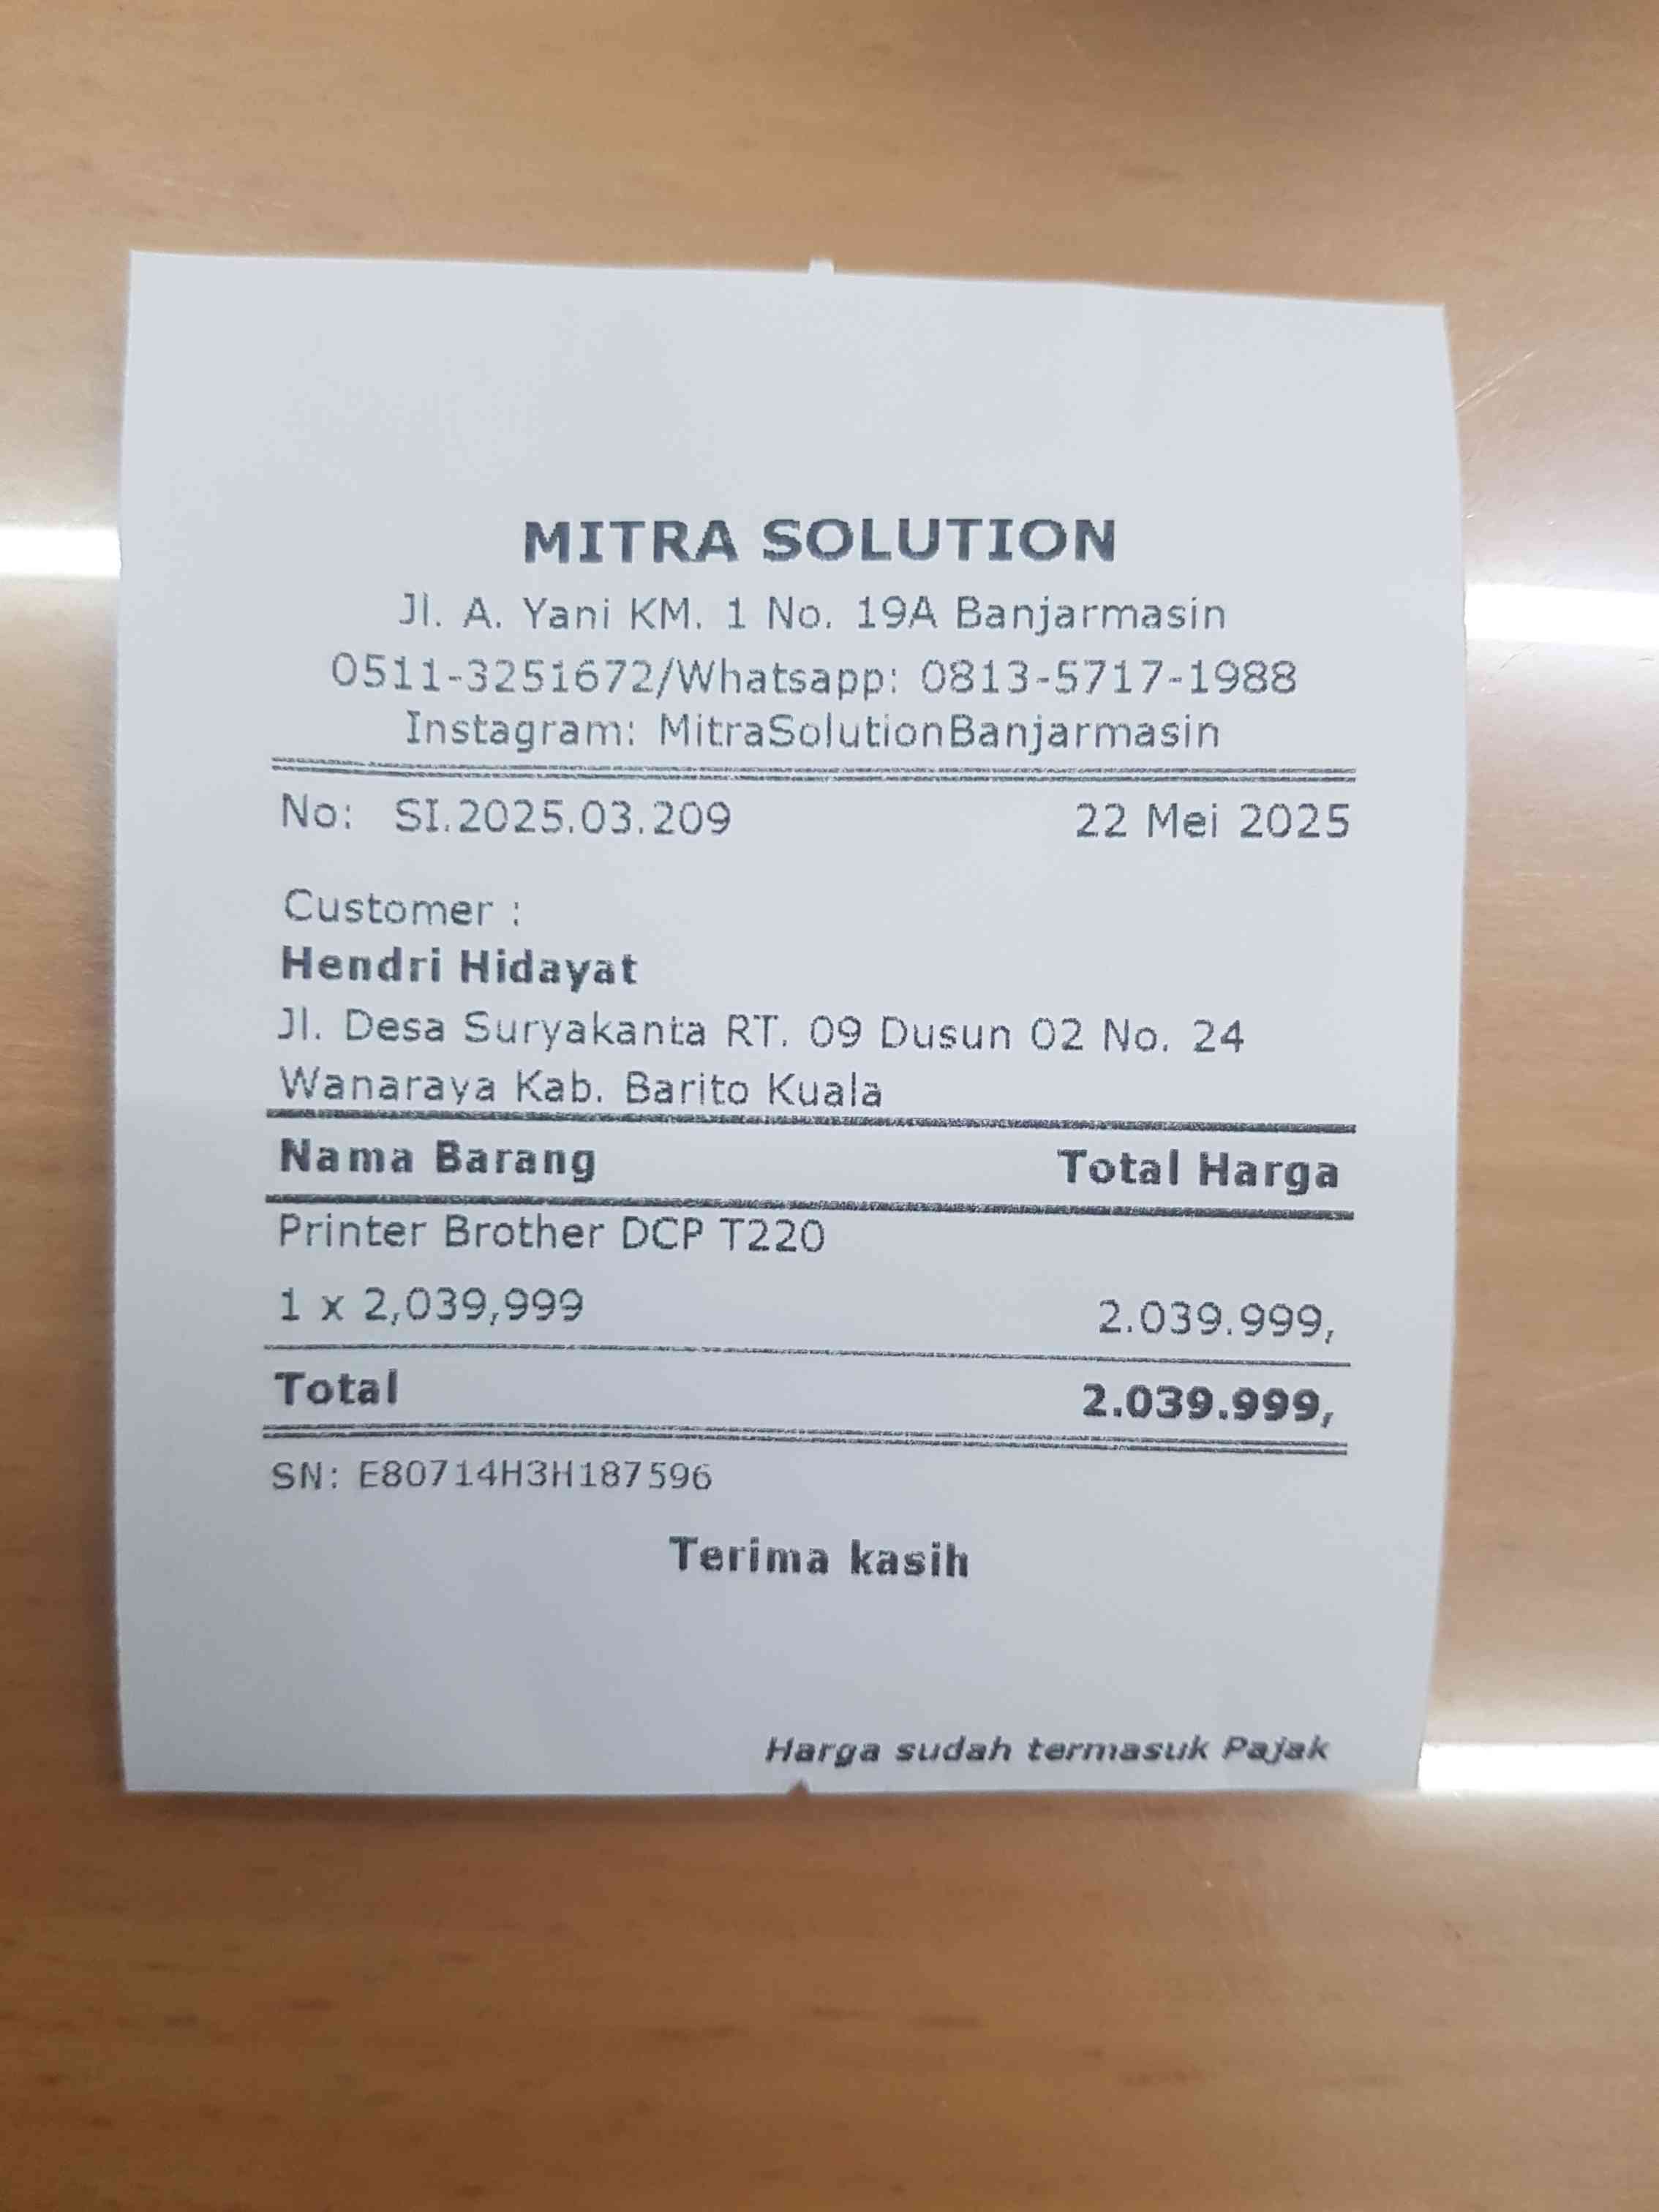 MITRA SOLUTION
Jl. A. Yani KM. 1 No. 19A Banjarmasin
0511-3251672/Whatsapp: 0813-5717-1988
Instagram: MitraSolutionBanjarmasin
No: SI.2025.03.209 22 Mei 2025
Customer :
Hendri Hidayat
Jl. Desa Suryakanta RT. 09 Dusun 02 No. 24
Wanaraya Kab. Barito Kuala
Nama Barang Total Harga
Printer Brother DCP T220
1 x 2,039,999 2.039.999,
Total 2.039.999,
SN: E80714H3H187596
Terima kasih
Harga sudah termasuk Pajak